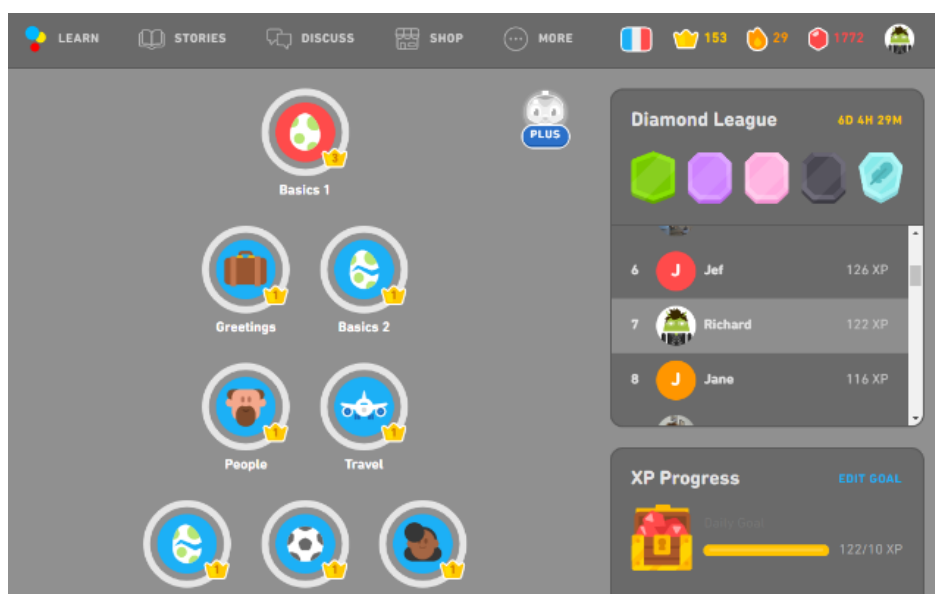 LEARN STORIES DISCUSS SHOP MORE 153 29 1772
PLUS
3
Basics 1
1 1
Greetings Basics 2
1 1
People Travel
1 1 1
Diamond League 6D 4H 29M
6 J Jef 126 XP
7 Richard 122 XP
8 J Jane 116 XP
XP Progress EDIT GOAL
Daily Goal
122/10 XP